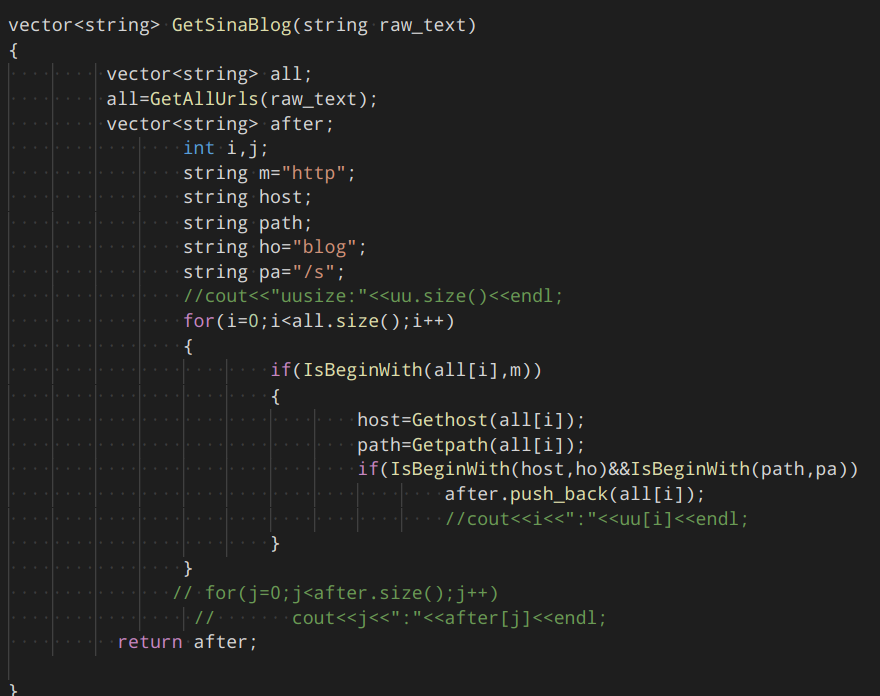 vector<string> GetSinaBlog(string raw_text)
{
vector<string> all;
all=GetAllUrls(raw_text);
vector<string> after;
int i,j;
string m="http";
string host;
string path;
string ho="blog";
string pa="/s";
//cout<<"uusize:"<<uu.size()<<endl;
for(i=0;i<all.size();i++)
{
if(IsBeginWith(all[i],m))
{
host=Gethost(all[i]);
path=Getpath(all[i]);
if(IsBeginWith(host,ho)&&IsBeginWith(path,pa))
after.push_back(all[i]);
//cout<<i<<":"<<uu[i]<<endl;
}
}
// for(j=0;j<after.size();j++)
// cout<<j<<":"<<after[j]<<endl;
return after;
}